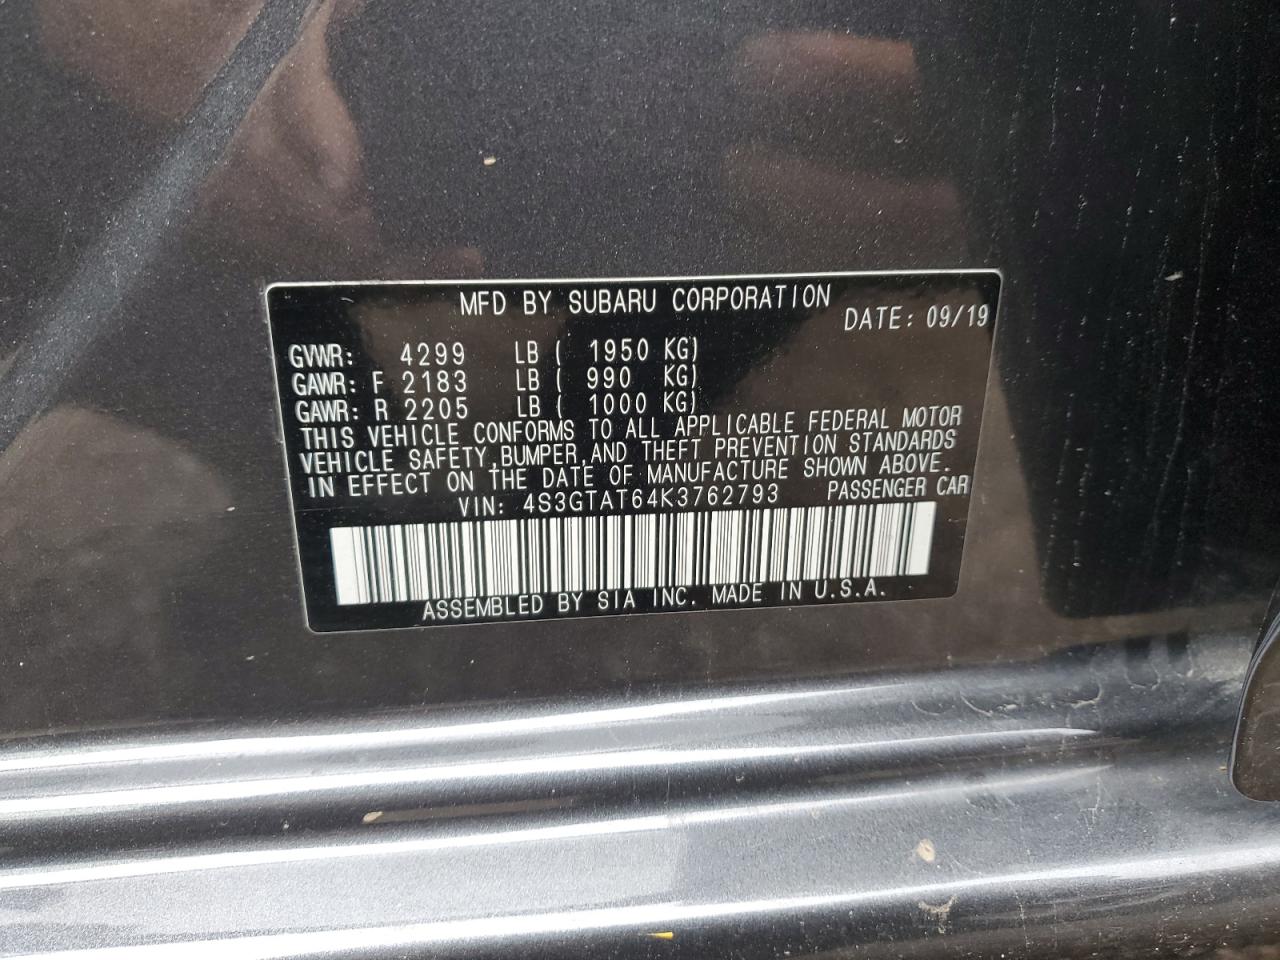 MFD BY SUBARU CORPORATION
DATE: 09/19
GVWR: 4299 LB ( 1950 KG)
GAWR: F 2183 LB ( 990 KG)
GAWR: R 2205 LB ( 1000 KG)
THIS VEHICLE CONFORMS TO ALL APPLICABLE FEDERAL MOTOR
VEHICLE SAFETY, BUMPER, AND THEFT PREVENTION STANDARDS
IN EFFECT ON THE DATE OF MANUFACTURE SHOWN ABOVE.
VIN: 4S3GTAT64K3762793 PASSENGER CAR
ASSEMBLED BY SIA INC. MADE IN U.S.A.